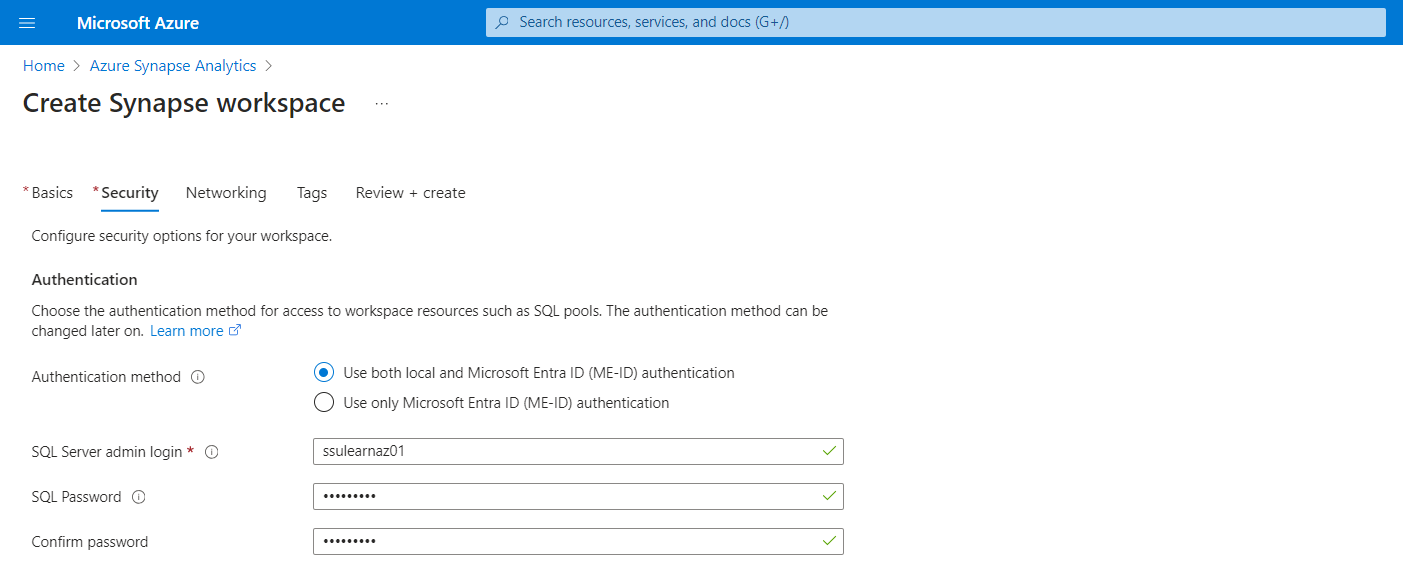 Microsoft Azure
Search resources, services, and docs (G+/)
Home > Azure Synapse Analytics >
Create Synapse workspace ...
* Basics * Security Networking Tags Review + create
Configure security options for your workspace.
Authentication
Choose the authentication method for access to workspace resources such as SQL pools. The authentication method can be
changed later on. Learn more
Authentication method
Use both local and Microsoft Entra ID (ME-ID) authentication
Use only Microsoft Entra ID (ME-ID) authentication
SQL Server admin login * ssulearnaz01
SQL Password •••••••••
Confirm password •••••••••